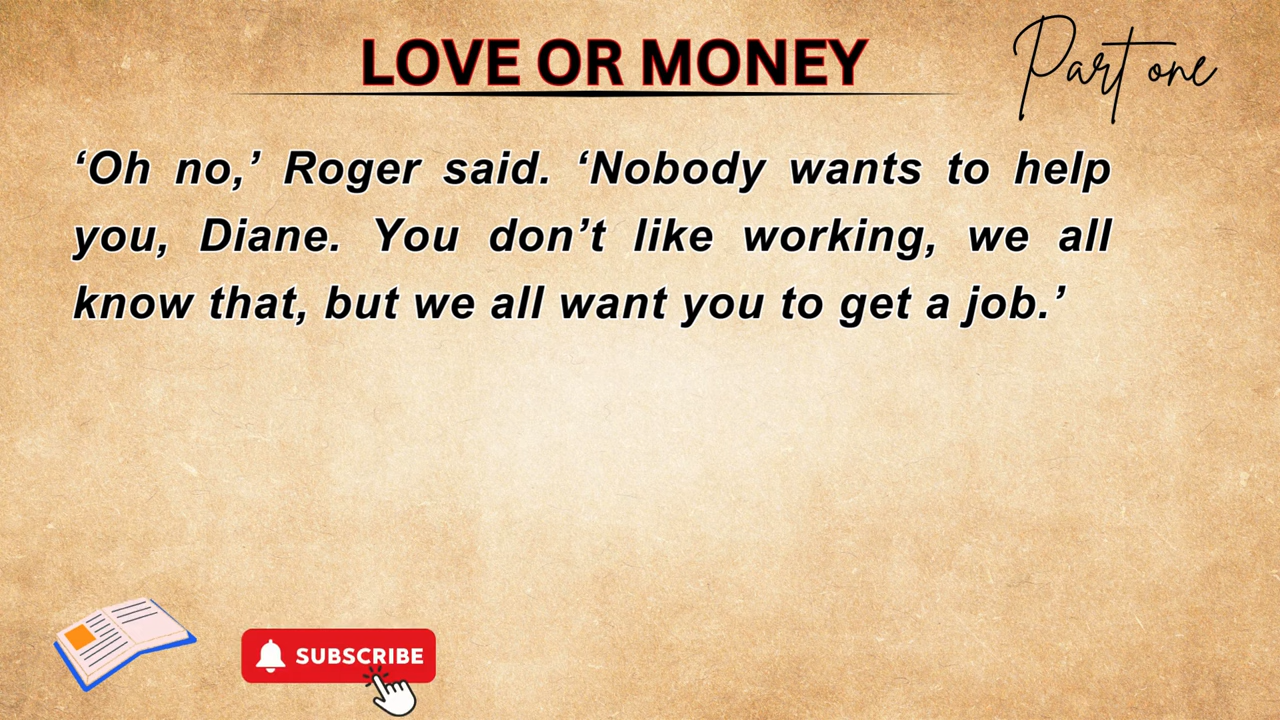 LOVE OR MONEY
Part one
‘Oh no,’ Roger said. ‘Nobody wants to help
you, Diane. You don’t like working, we all
know that, but we all want you to get a job.’
SUBSCRIBE